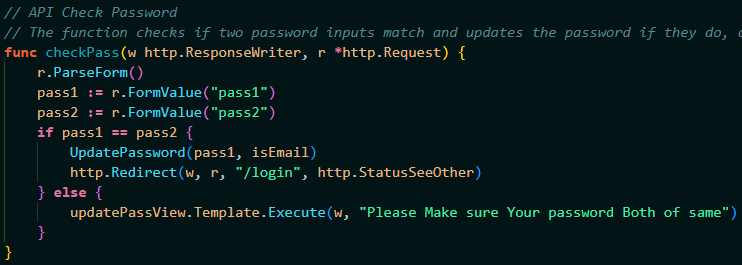 // API Check Password
// The function checks if two password inputs match and updates the password if they do,
func checkPass(w http.ResponseWriter, r *http.Request) {
r.ParseForm()
pass1 := r.FormValue("pass1")
pass2 := r.FormValue("pass2")
if pass1 == pass2 {
UpdatePassword(pass1, isEmail)
http.Redirect(w, r, "/login", http.StatusSeeOther)
} else {
updatePassView.Template.Execute(w, "Please Make sure Your password Both of same")
}
}